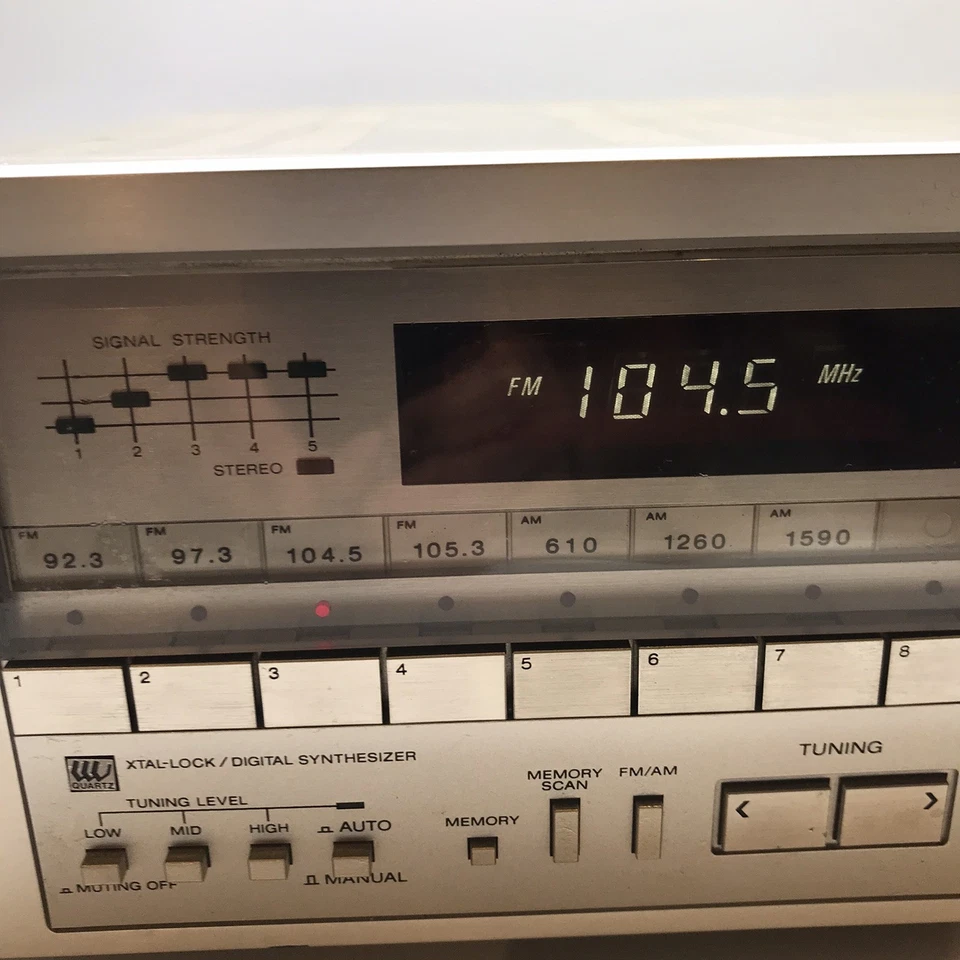 SIGNAL STRENGTH
1 2 3 4 5
STEREO
FM 104.5 MHz
FM FM FM FM AM AM AM
92.3 97.3 104.5 105.3 610 1260 1590
1 2 3 4 5 6 7 8
QUARTZ
XTAL-LOCK / DIGITAL SYNTHESIZER
TUNING LEVEL
LOW MID HIGH AUTO
MUTING OFF MANUAL
MEMORY
MEMORY
SCAN
FM/AM
TUNING
< >